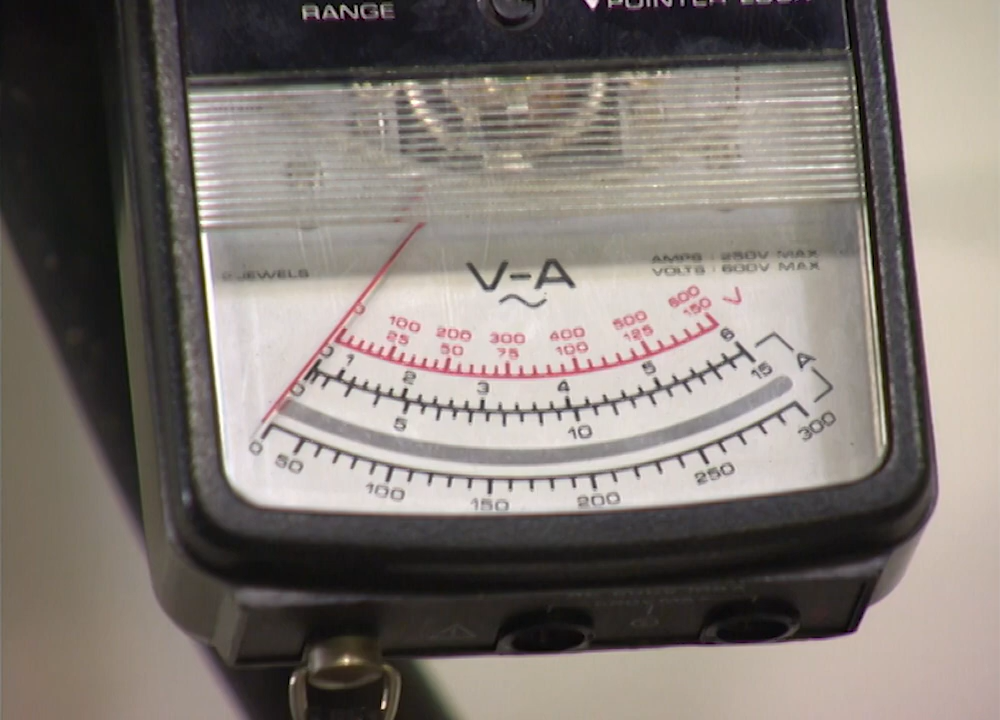 RANGE
▼POINTER LOCK
JEWELS
AMPS : 250V MAX
VOLTS : 600V MAX
V-A
0 100 200 300 400 500 600
25 50 75 100 125 150 V
0 1 2 3 4 5 6
0 5 10 15 A
0 50 100 150 200 250 300